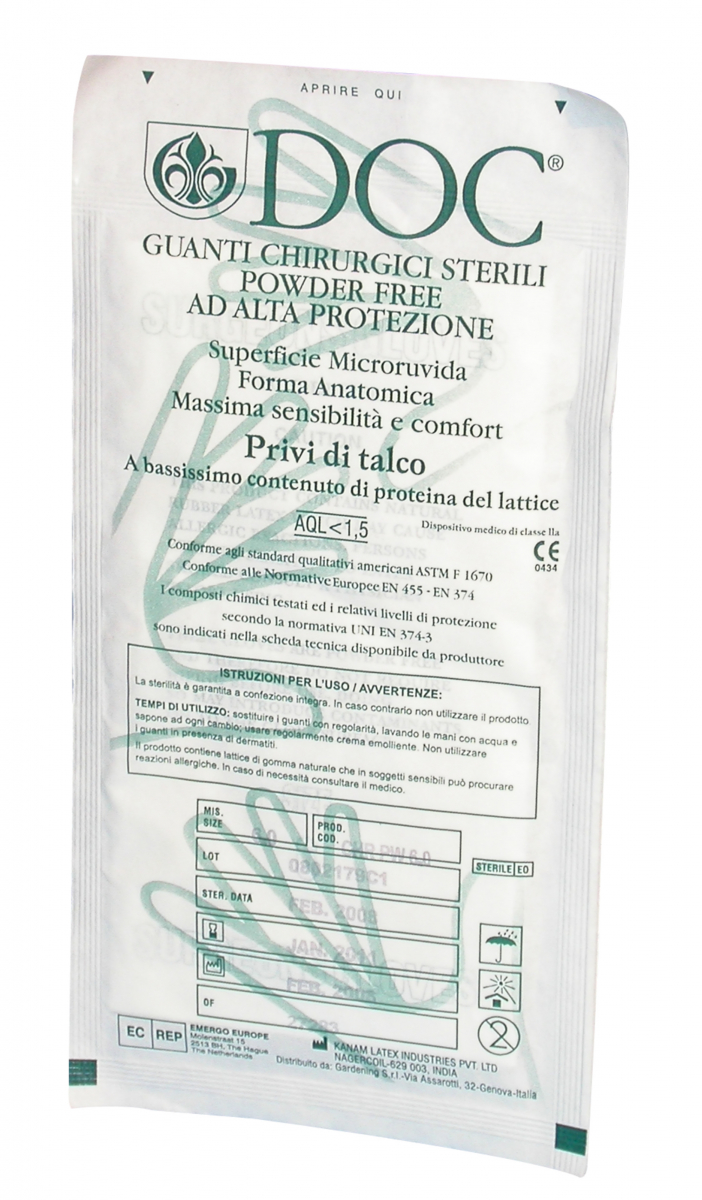 APRIRE QUI
DOC®
GUANTI CHIRURGICI STERILI
POWDER FREE
AD ALTA PROTEZIONE
Superficie Microruvida
Forma Anatomica
Massima sensibilità e comfort
Privi di talco
A bassissimo contenuto di proteina del lattice
AQL<1,5
Dispositivo medico di classe IIa
CE
0434
Conforme agli standard qualitativi americani ASTM F 1670
Conforme alle Normative Europee EN 455 - EN 374
I composti chimici testati ed i relativi livelli di protezione
secondo la normativa UNI EN 374-3
sono indicati nella scheda tecnica disponibile da produttore
ISTRUZIONI PER L'USO / AVVERTENZE:
La sterilità è garantita a confezione integra. In caso contrario non utilizzare il prodotto
TEMPI DI UTILIZZO: sostituire i guanti con regolarità, lavando le mani con acqua e
sapone ad ogni cambio; usare regolarmente crema emolliente. Non utilizzare
i guanti in presenza di dermatiti.
Il prodotto contiene lattice di gomma naturale che in soggetti sensibili può procurare
reazioni allergiche. In caso di necessità consultare il medico.
MIS.
SIZE
6.0
PROD.
COD.
PW 6.0
LOT
STERILE EO
STER. DATA
FEB. 2008
JAN. 2011
FEB.
OF
EC REP
EMERGO EUROPE
Molenstraat 15
2513 BH, The Hague
The Netherlands
KANAM LATEX INDUSTRIES PVT. LTD
NAGERCOIL-629 003, INDIA
Distribuito da: Gardening S.r.l.-Via Assarotti, 32-Genova-Italia